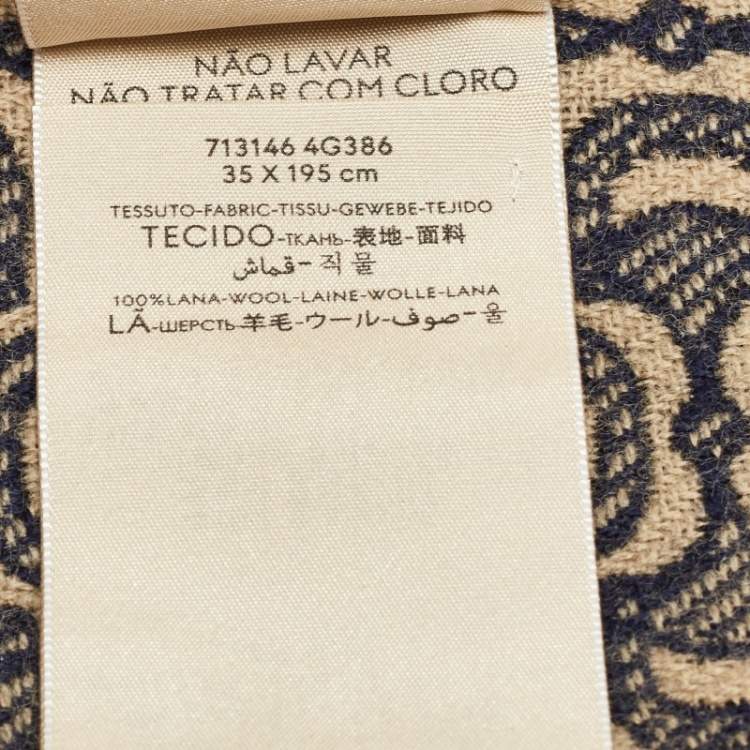 NÃO LAVAR
NÃO TRATAR COM CLORO
713146 4G386
35 X 195 cm
TESSUTO-FABRIC-TISSU-GEWEBE-TEJIDO
TECIDO-ТКАНЬ-表地-面料
قماش-직물
100%LANA-WOOL-LAINE-WOLLE-LANA
LÃ-ШЕРСТЬ-羊毛-ウール-صوف-울